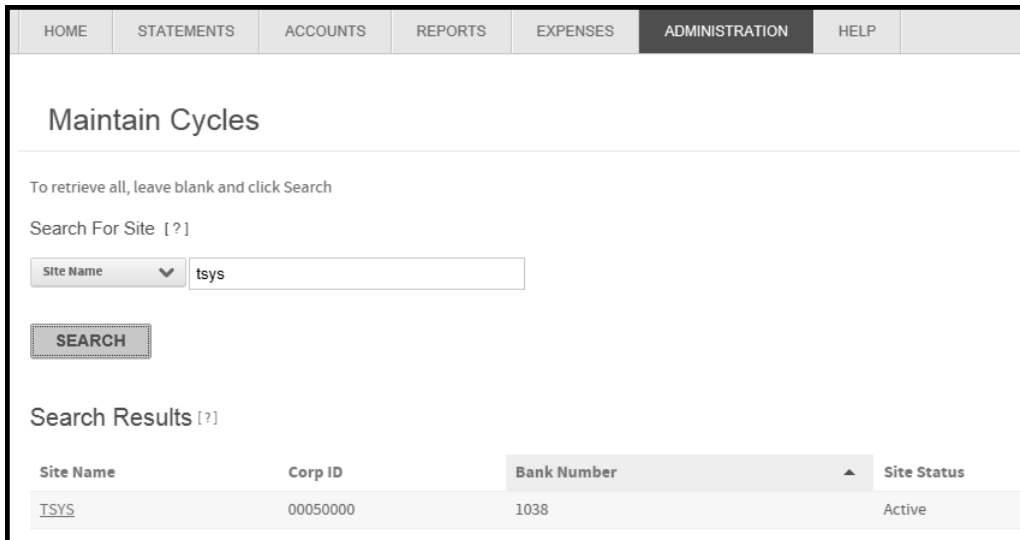 HOME STATEMENTS ACCOUNTS REPORTS EXPENSES ADMINISTRATION HELP
Maintain Cycles
To retrieve all, leave blank and click Search
Search For Site [?]
Site Name tsys
SEARCH
Search Results [?]
Site Name Corp ID Bank Number Site Status
TSYS 00050000 1038 Active